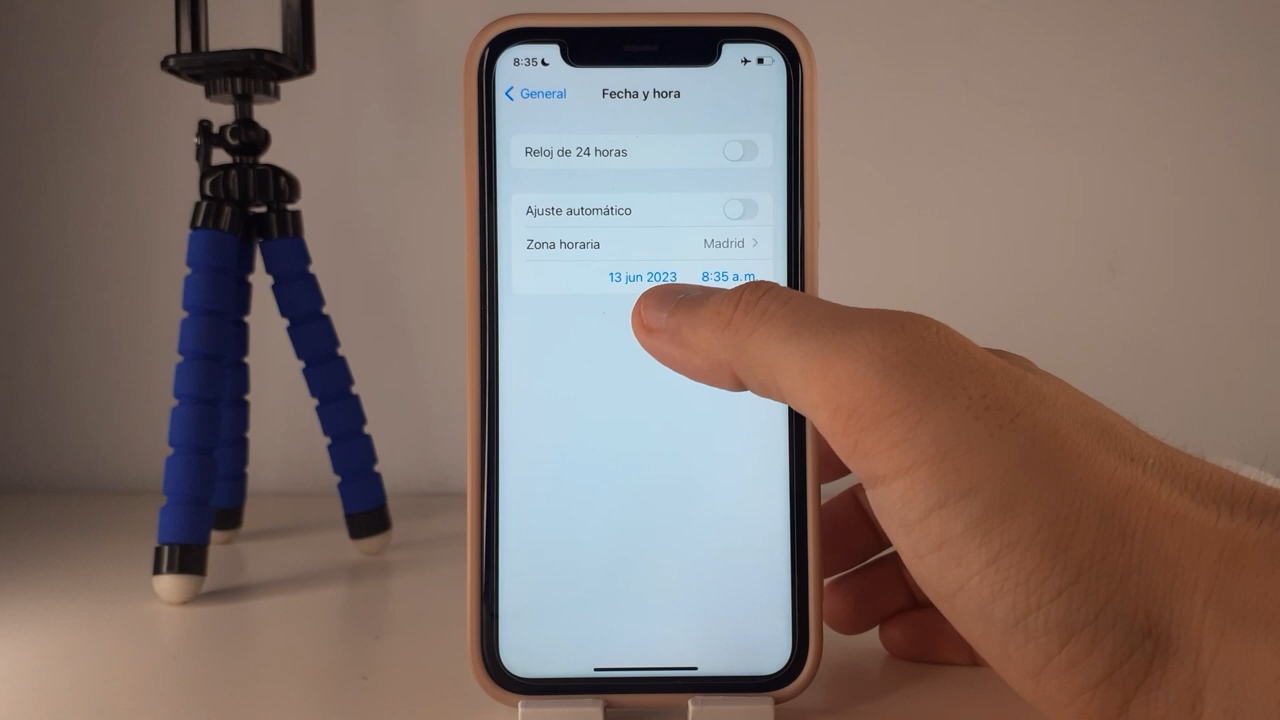 8:35
General Fecha y hora
Reloj de 24 horas
Ajuste automático
Zona horaria Madrid
13 jun 2023 8:35 a. m.